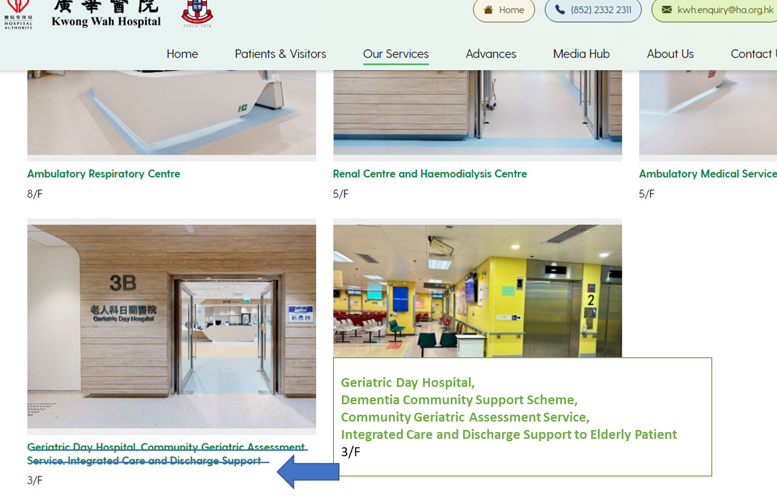 廣華醫院
Kwong Wah Hospital
醫院管理局
HOSPITAL
AUTHORITY
Home
(852) 2332 2311
kwh.enquiry@ha.org.hk
Home
Patients & Visitors
Our Services
Advances
Media Hub
About Us
Contact
Ambulatory Respiratory Centre
8/F
Renal Centre and Haemodialysis Centre
5/F
Ambulatory Medical Service
5/F
3B
老人科日間醫院
Geriatric Day Hospital
2
Geriatric Day Hospital, Community Geriatric Assessment
Service, Integrated Care and Discharge Support
3/F
Geriatric Day Hospital,
Dementia Community Support Scheme,
Community Geriatric Assessment Service,
Integrated Care and Discharge Support to Elderly Patient
3/F